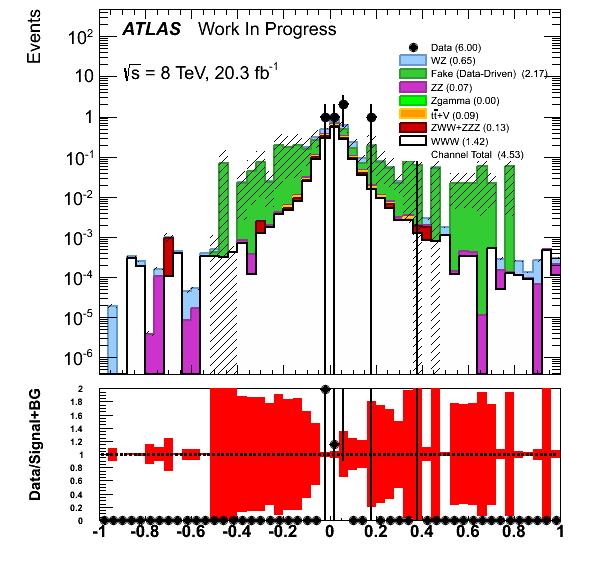 Events
10²
10
1
10⁻¹
10⁻²
10⁻³
10⁻⁴
10⁻⁵
10⁻⁶
ATLAS Work In Progress
√s = 8 TeV, 20.3 fb⁻¹
Data (6.00)
WZ (0.65)
Fake (Data-Driven) (2.17)
ZZ (0.07)
Zgamma (0.00)
tt̄+V (0.09)
ZWW+ZZZ (0.13)
WWW (1.42)
Channel Total (4.53)
Data/Signal+BG
2
1.8
1.6
1.4
1.2
1
0.8
0.6
0.4
0.2
0
-1 -0.8 -0.6 -0.4 -0.2 0 0.2 0.4 0.6 0.8 1